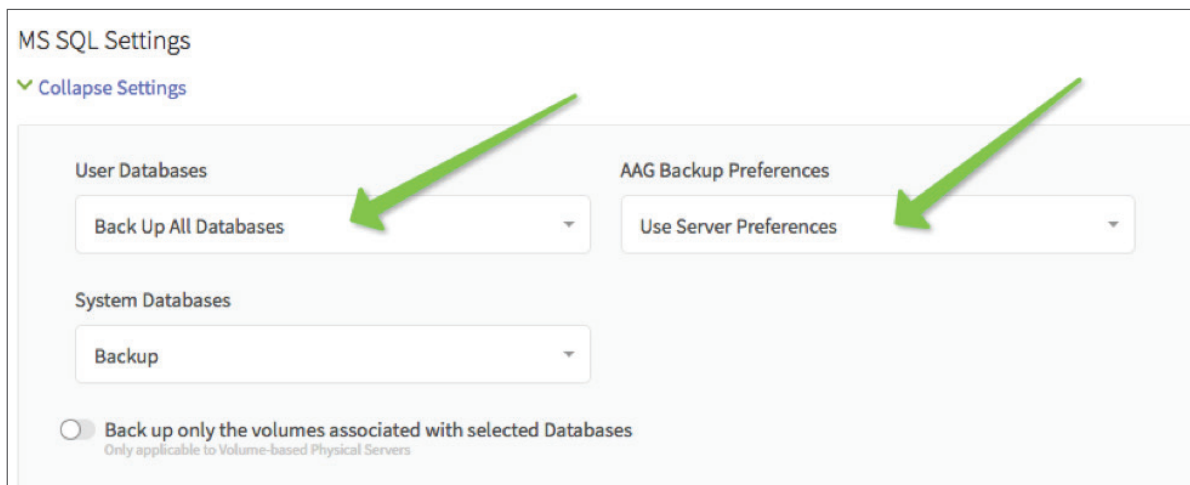 MS SQL Settings
Collapse Settings
User Databases
AAG Backup Preferences
Back Up All Databases
Use Server Preferences
System Databases
Backup
Back up only the volumes associated with selected Databases
Only applicable to Volume-based Physical Servers